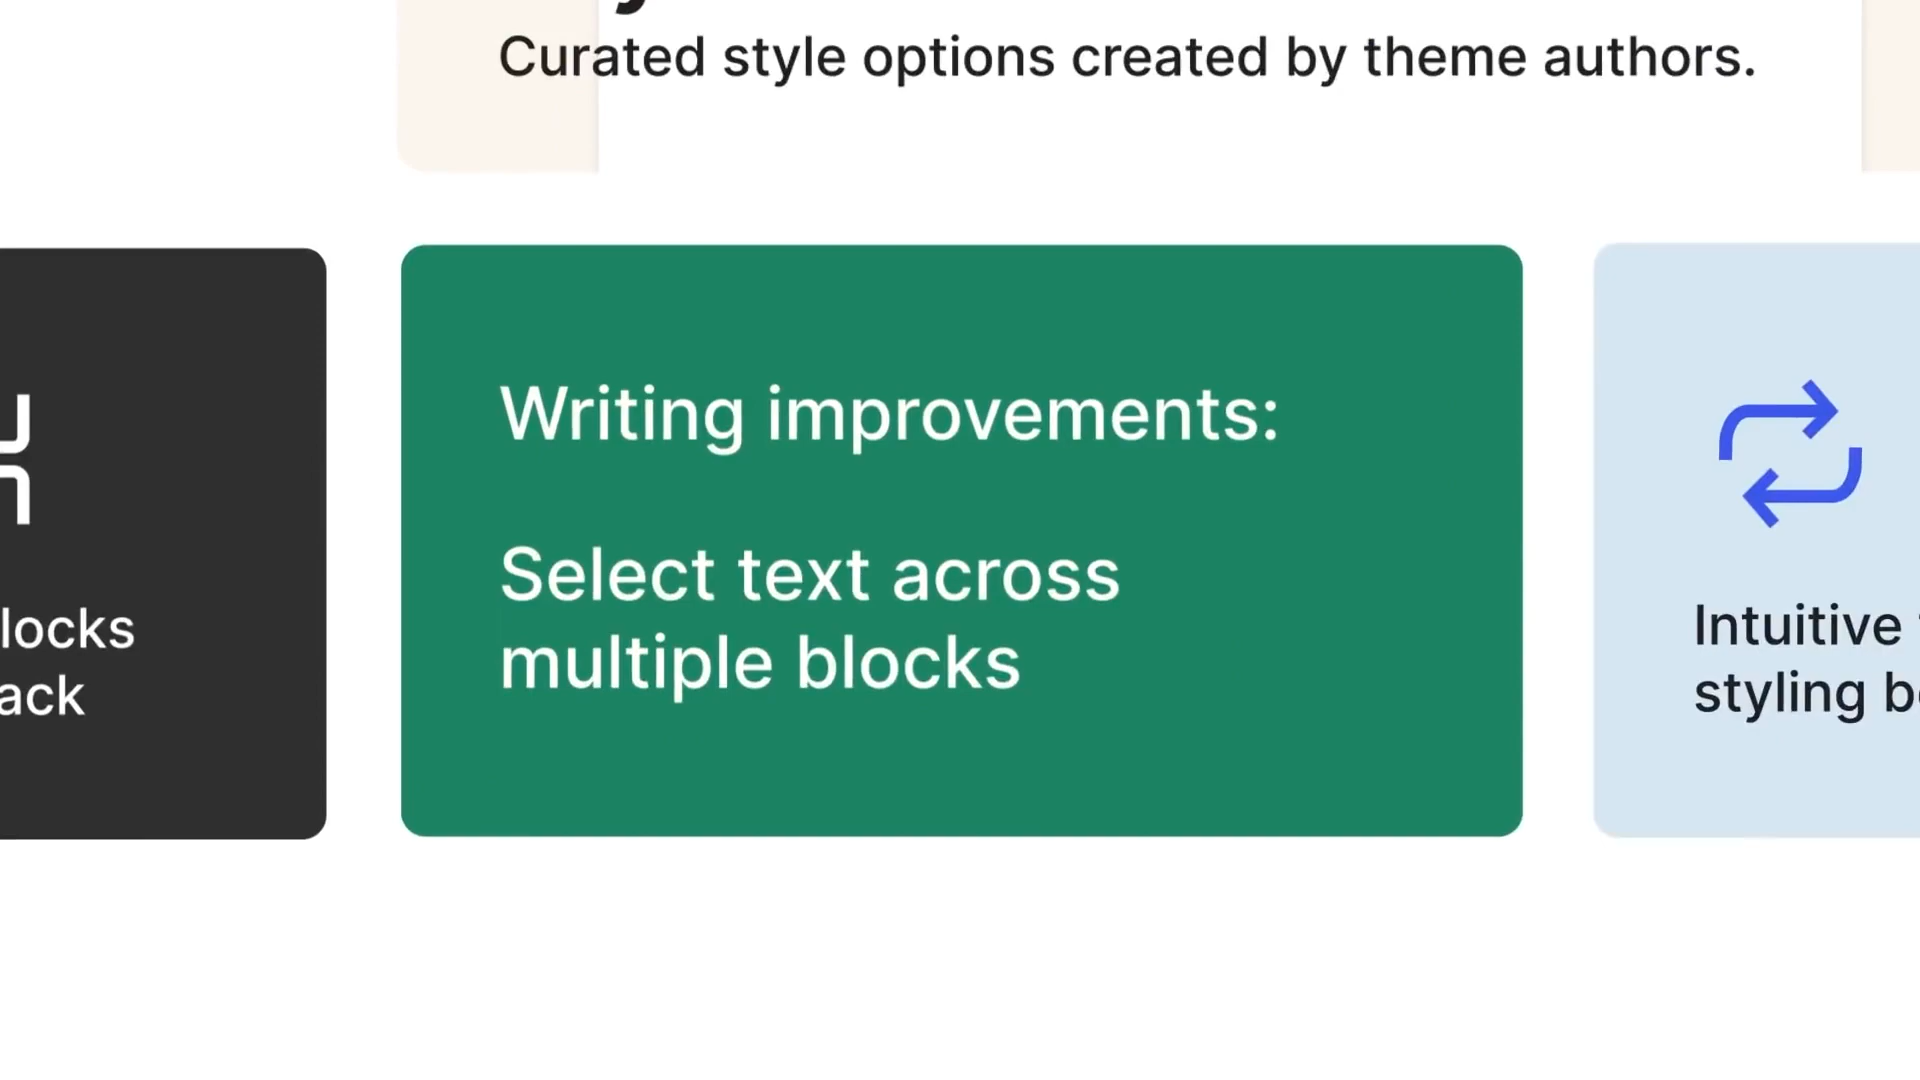 Curated style options created by theme authors.
Writing improvements:
Select text across
multiple blocks
Intuitive
styling